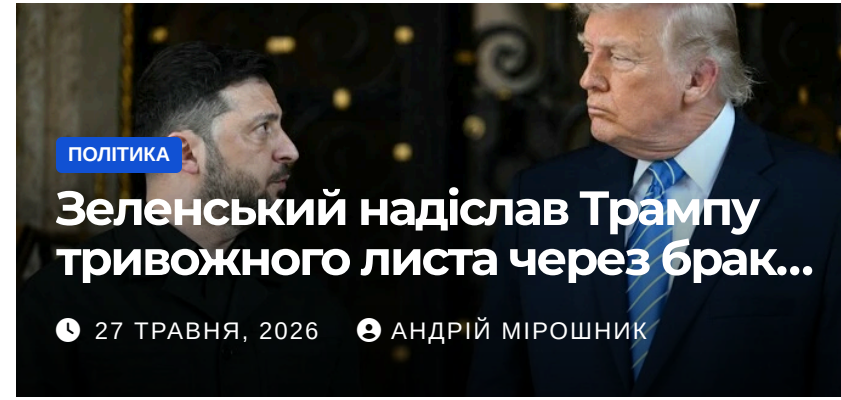 ПОЛІТИКА
Зеленський надіслав Трампу
тривожного листа через брак...
27 ТРАВНЯ, 2026 АНДРІЙ МІРОШНИК